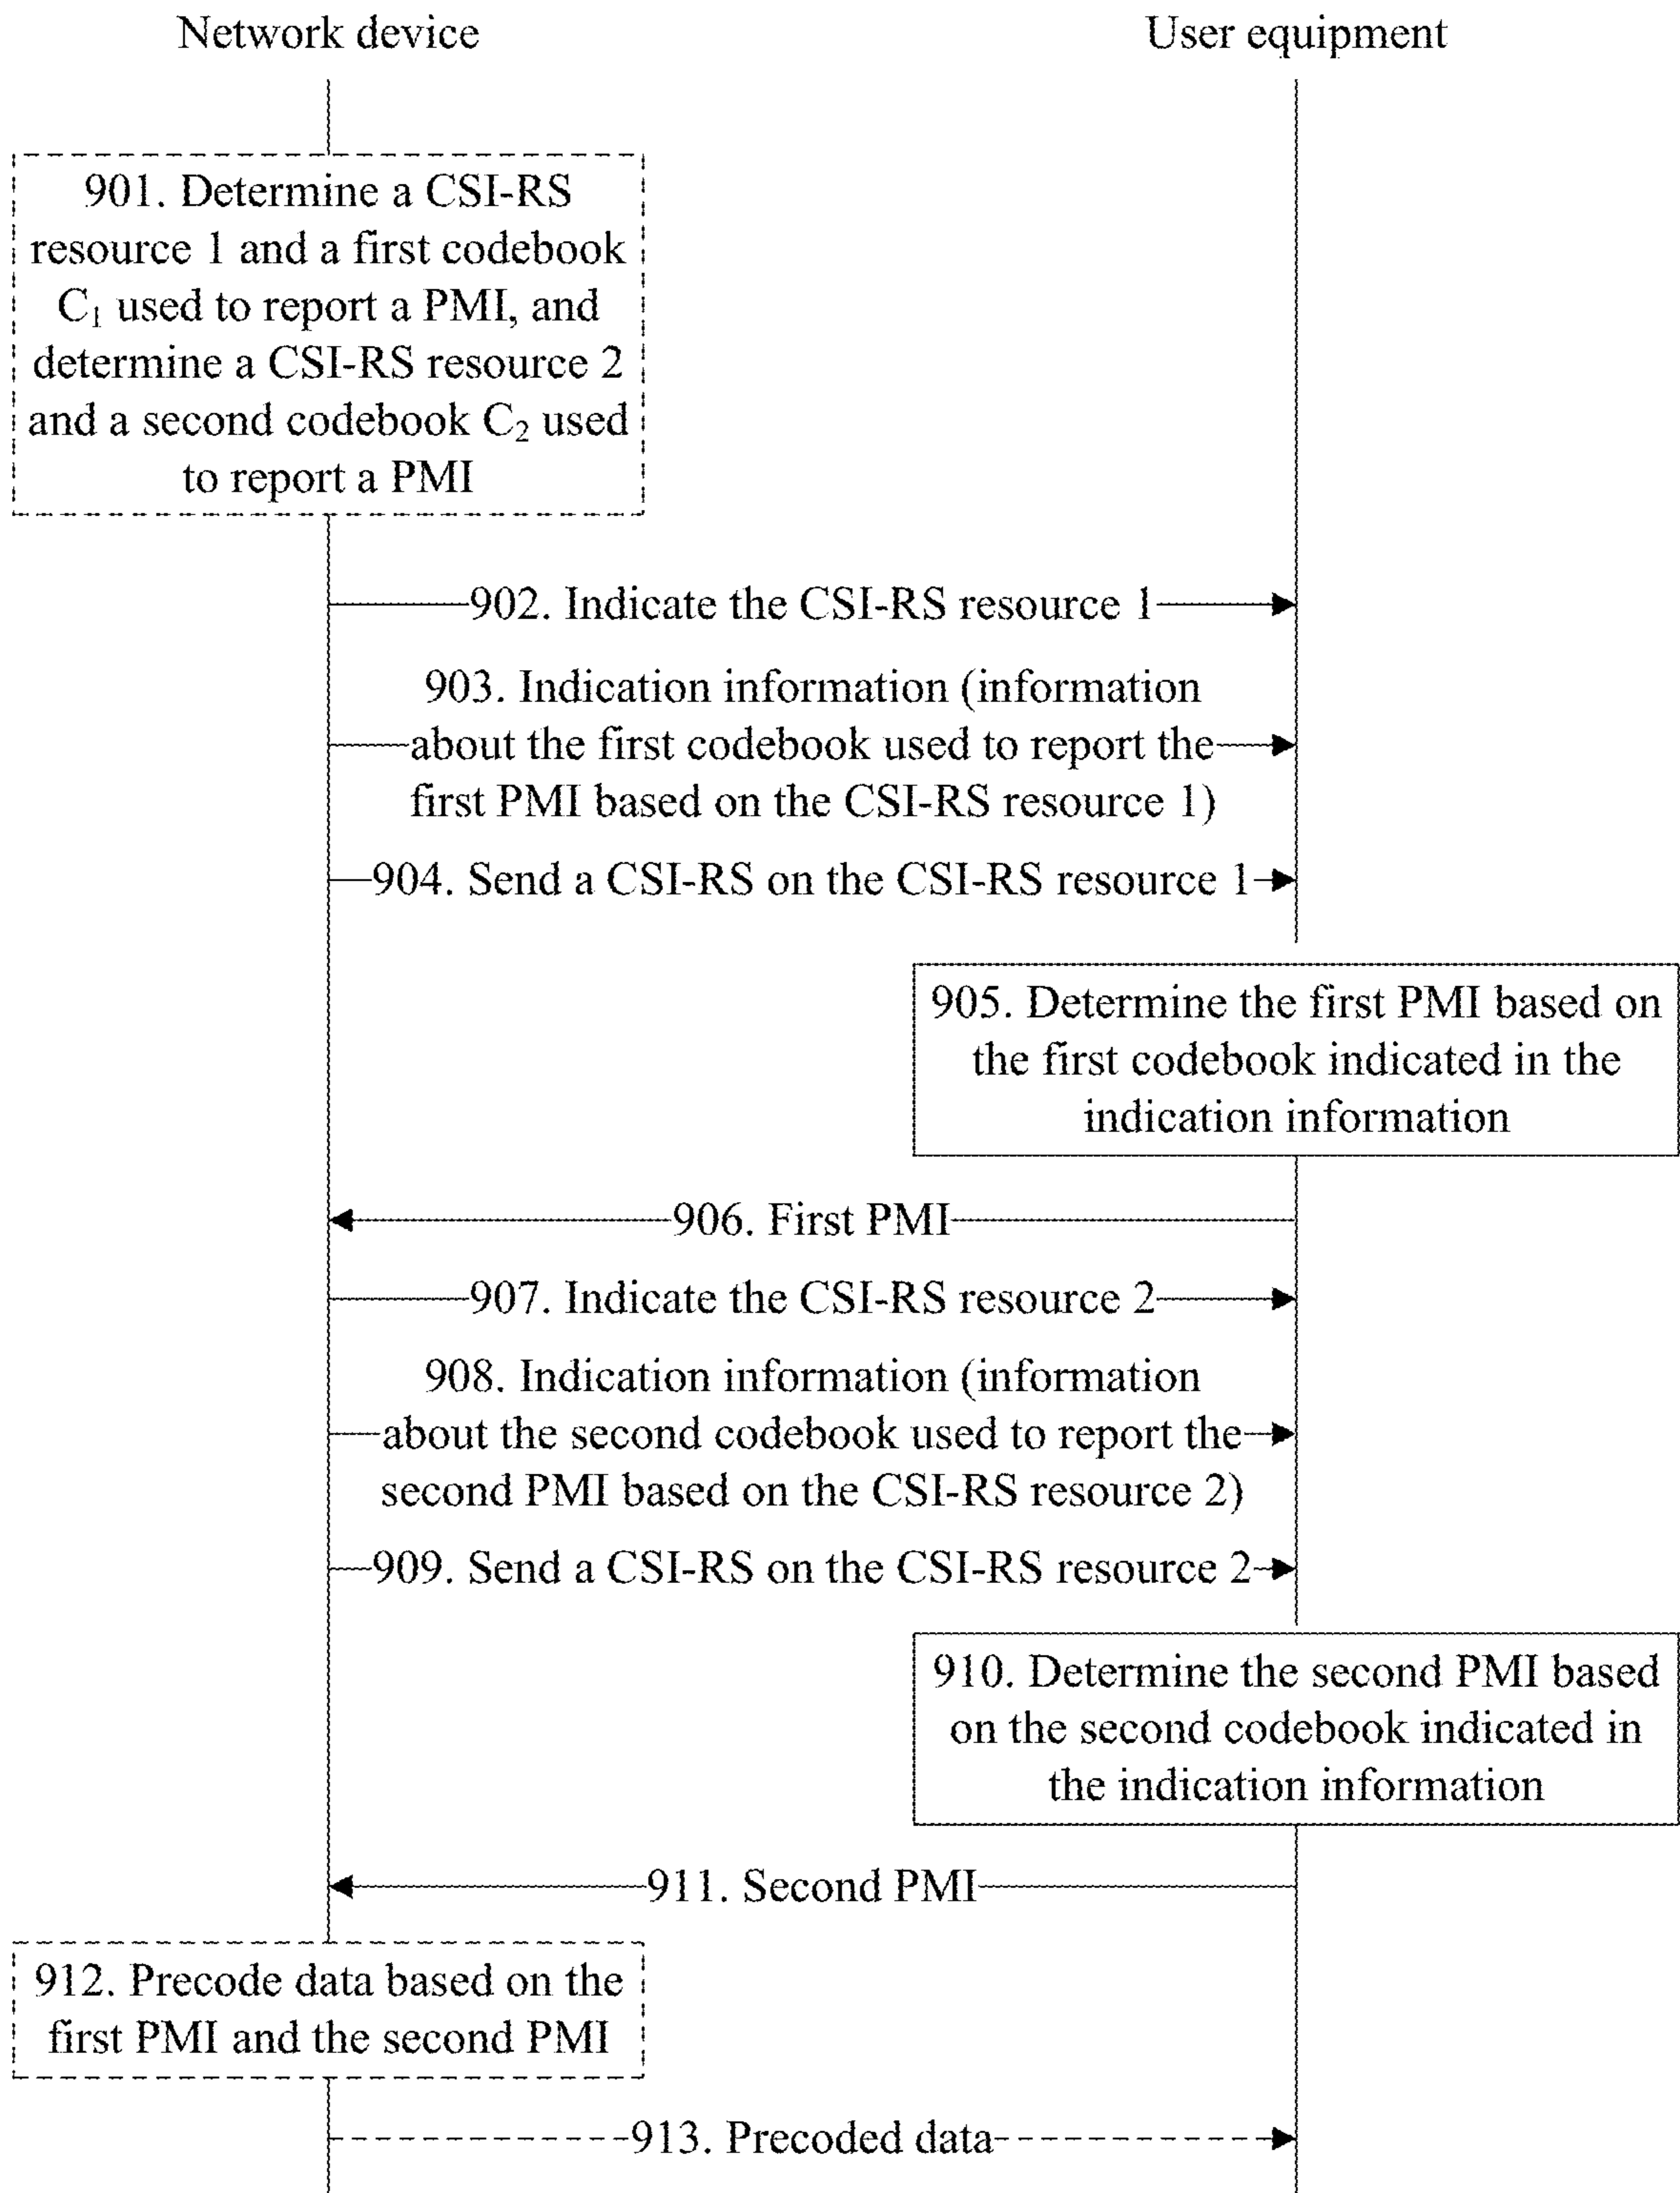 Network device
User equipment
901. Determine a CSI-RS
resource 1 and a first codebook
C₁ used to report a PMI, and
determine a CSI-RS resource 2
and a second codebook C₂ used
to report a PMI
902. Indicate the CSI-RS resource 1
903. Indication information (information
about the first codebook used to report the
first PMI based on the CSI-RS resource 1)
904. Send a CSI-RS on the CSI-RS resource 1
905. Determine the first PMI based on
the first codebook indicated in the
indication information
906. First PMI
907. Indicate the CSI-RS resource 2
908. Indication information (information
about the second codebook used to report the
second PMI based on the CSI-RS resource 2)
909. Send a CSI-RS on the CSI-RS resource 2
910. Determine the second PMI based
on the second codebook indicated in
the indication information
911. Second PMI
912. Precode data based on the
first PMI and the second PMI
913. Precoded data